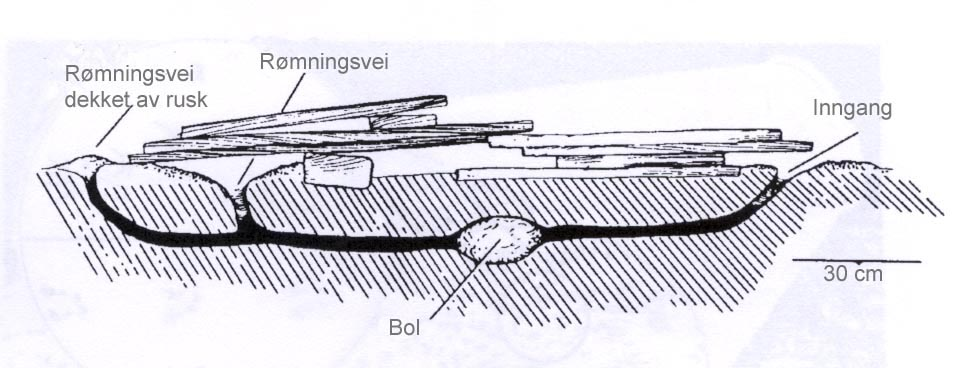 Rømningsvei
dekket av rusk
Rømningsvei
Inngang
30 cm
Bol